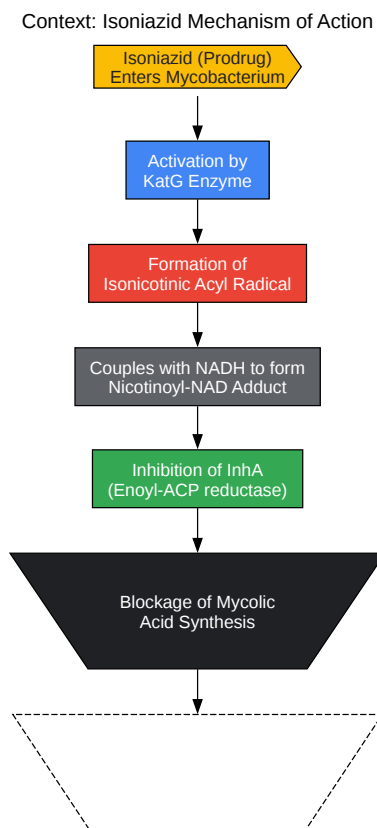 Context: Isoniazid Mechanism of Action
Isoniazid (Prodrug)
Enters Mycobacterium
Activation by
KatG Enzyme
Formation of
Isonicotinic Acyl Radical
Couples with NADH to form
Nicotinoyl-NAD Adduct
Inhibition of InhA
(Enoyl-ACP reductase)
Blockage of Mycolic
Acid Synthesis